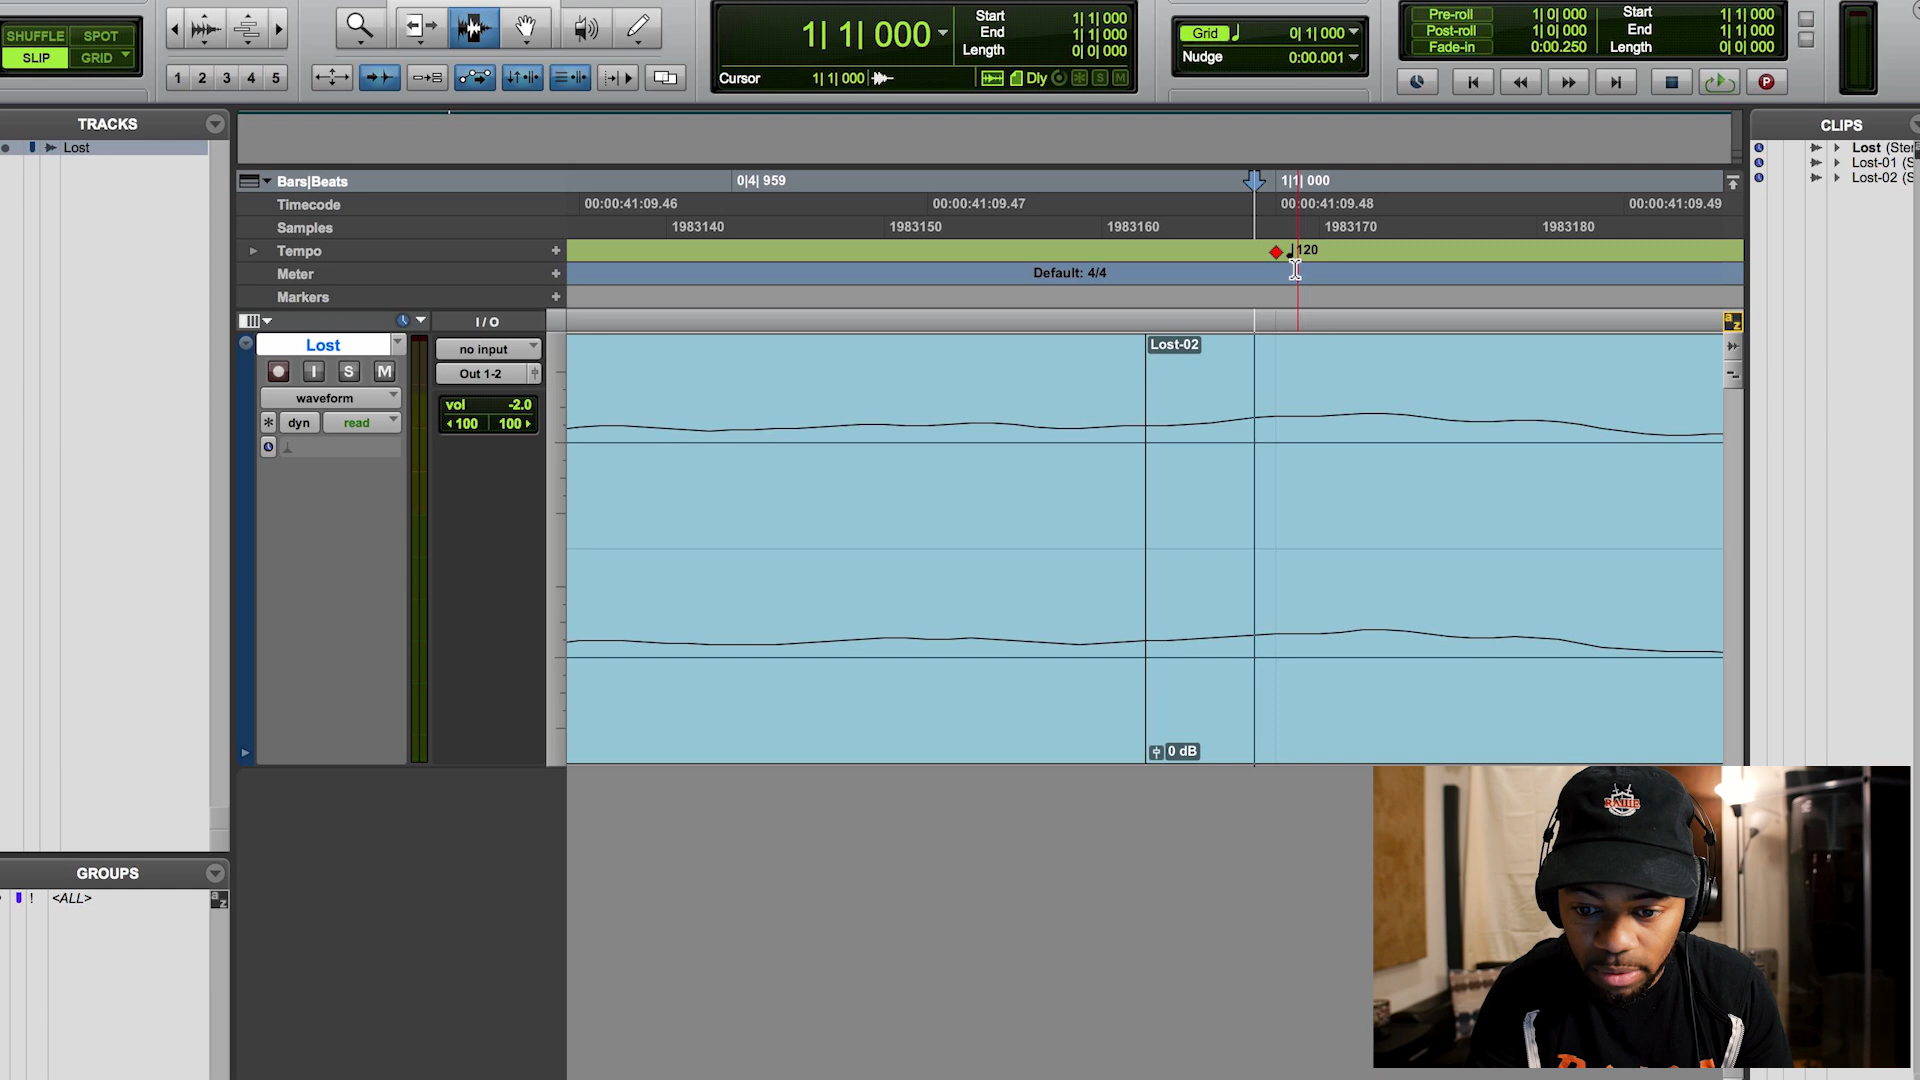 SHUFFLE SPOT
SLIP GRID
1 2 3 4 5
1| 1| 000
Start 1| 1| 000
End 1| 1| 000
Length 0| 0| 000
Cursor 1| 1| 000
Dly S M
Grid 0| 1| 000
Nudge 0:00.001
Pre-roll 1| 0| 000
Post-roll 1| 0| 000
Fade-in 0:00.250
Start 1| 1| 000
End 1| 1| 000
Length 0| 0| 000
P
TRACKS
Lost
CLIPS
Lost (Ster
Lost-01 (S
Lost-02 (S
Bars|Beats
0|4| 959
1|1| 000
Timecode
00:00:41:09.46
00:00:41:09.47
00:00:41:09.48
00:00:41:09.49
Samples
1983140
1983150
1983160
1983170
1983180
Tempo +
120
Meter +
Default: 4/4
Markers +
I / O
a z
Lost
I S M
waveform
dyn read
no input
Out 1-2
vol -2.0
100 100
Lost-02
0 dB
GROUPS
! <ALL>
a z